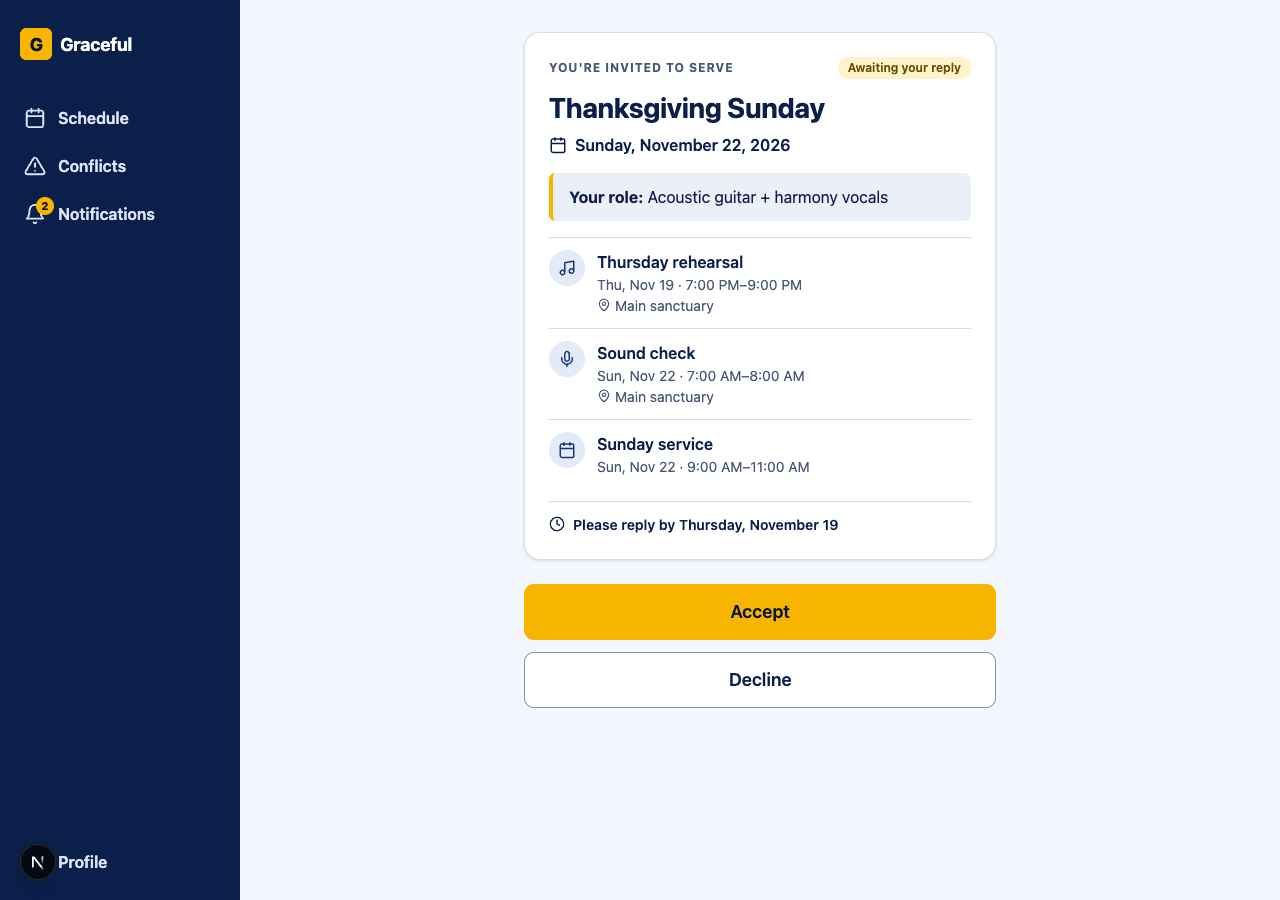 G Graceful
Schedule
Conflicts
2
Notifications
N Profile
YOU'RE INVITED TO SERVE
Awaiting your reply
Thanksgiving Sunday
Sunday, November 22, 2026
Your role: Acoustic guitar + harmony vocals
Thursday rehearsal
Thu, Nov 19 · 7:00 PM–9:00 PM
Main sanctuary
Sound check
Sun, Nov 22 · 7:00 AM–8:00 AM
Main sanctuary
Sunday service
Sun, Nov 22 · 9:00 AM–11:00 AM
Please reply by Thursday, November 19
Accept
Decline